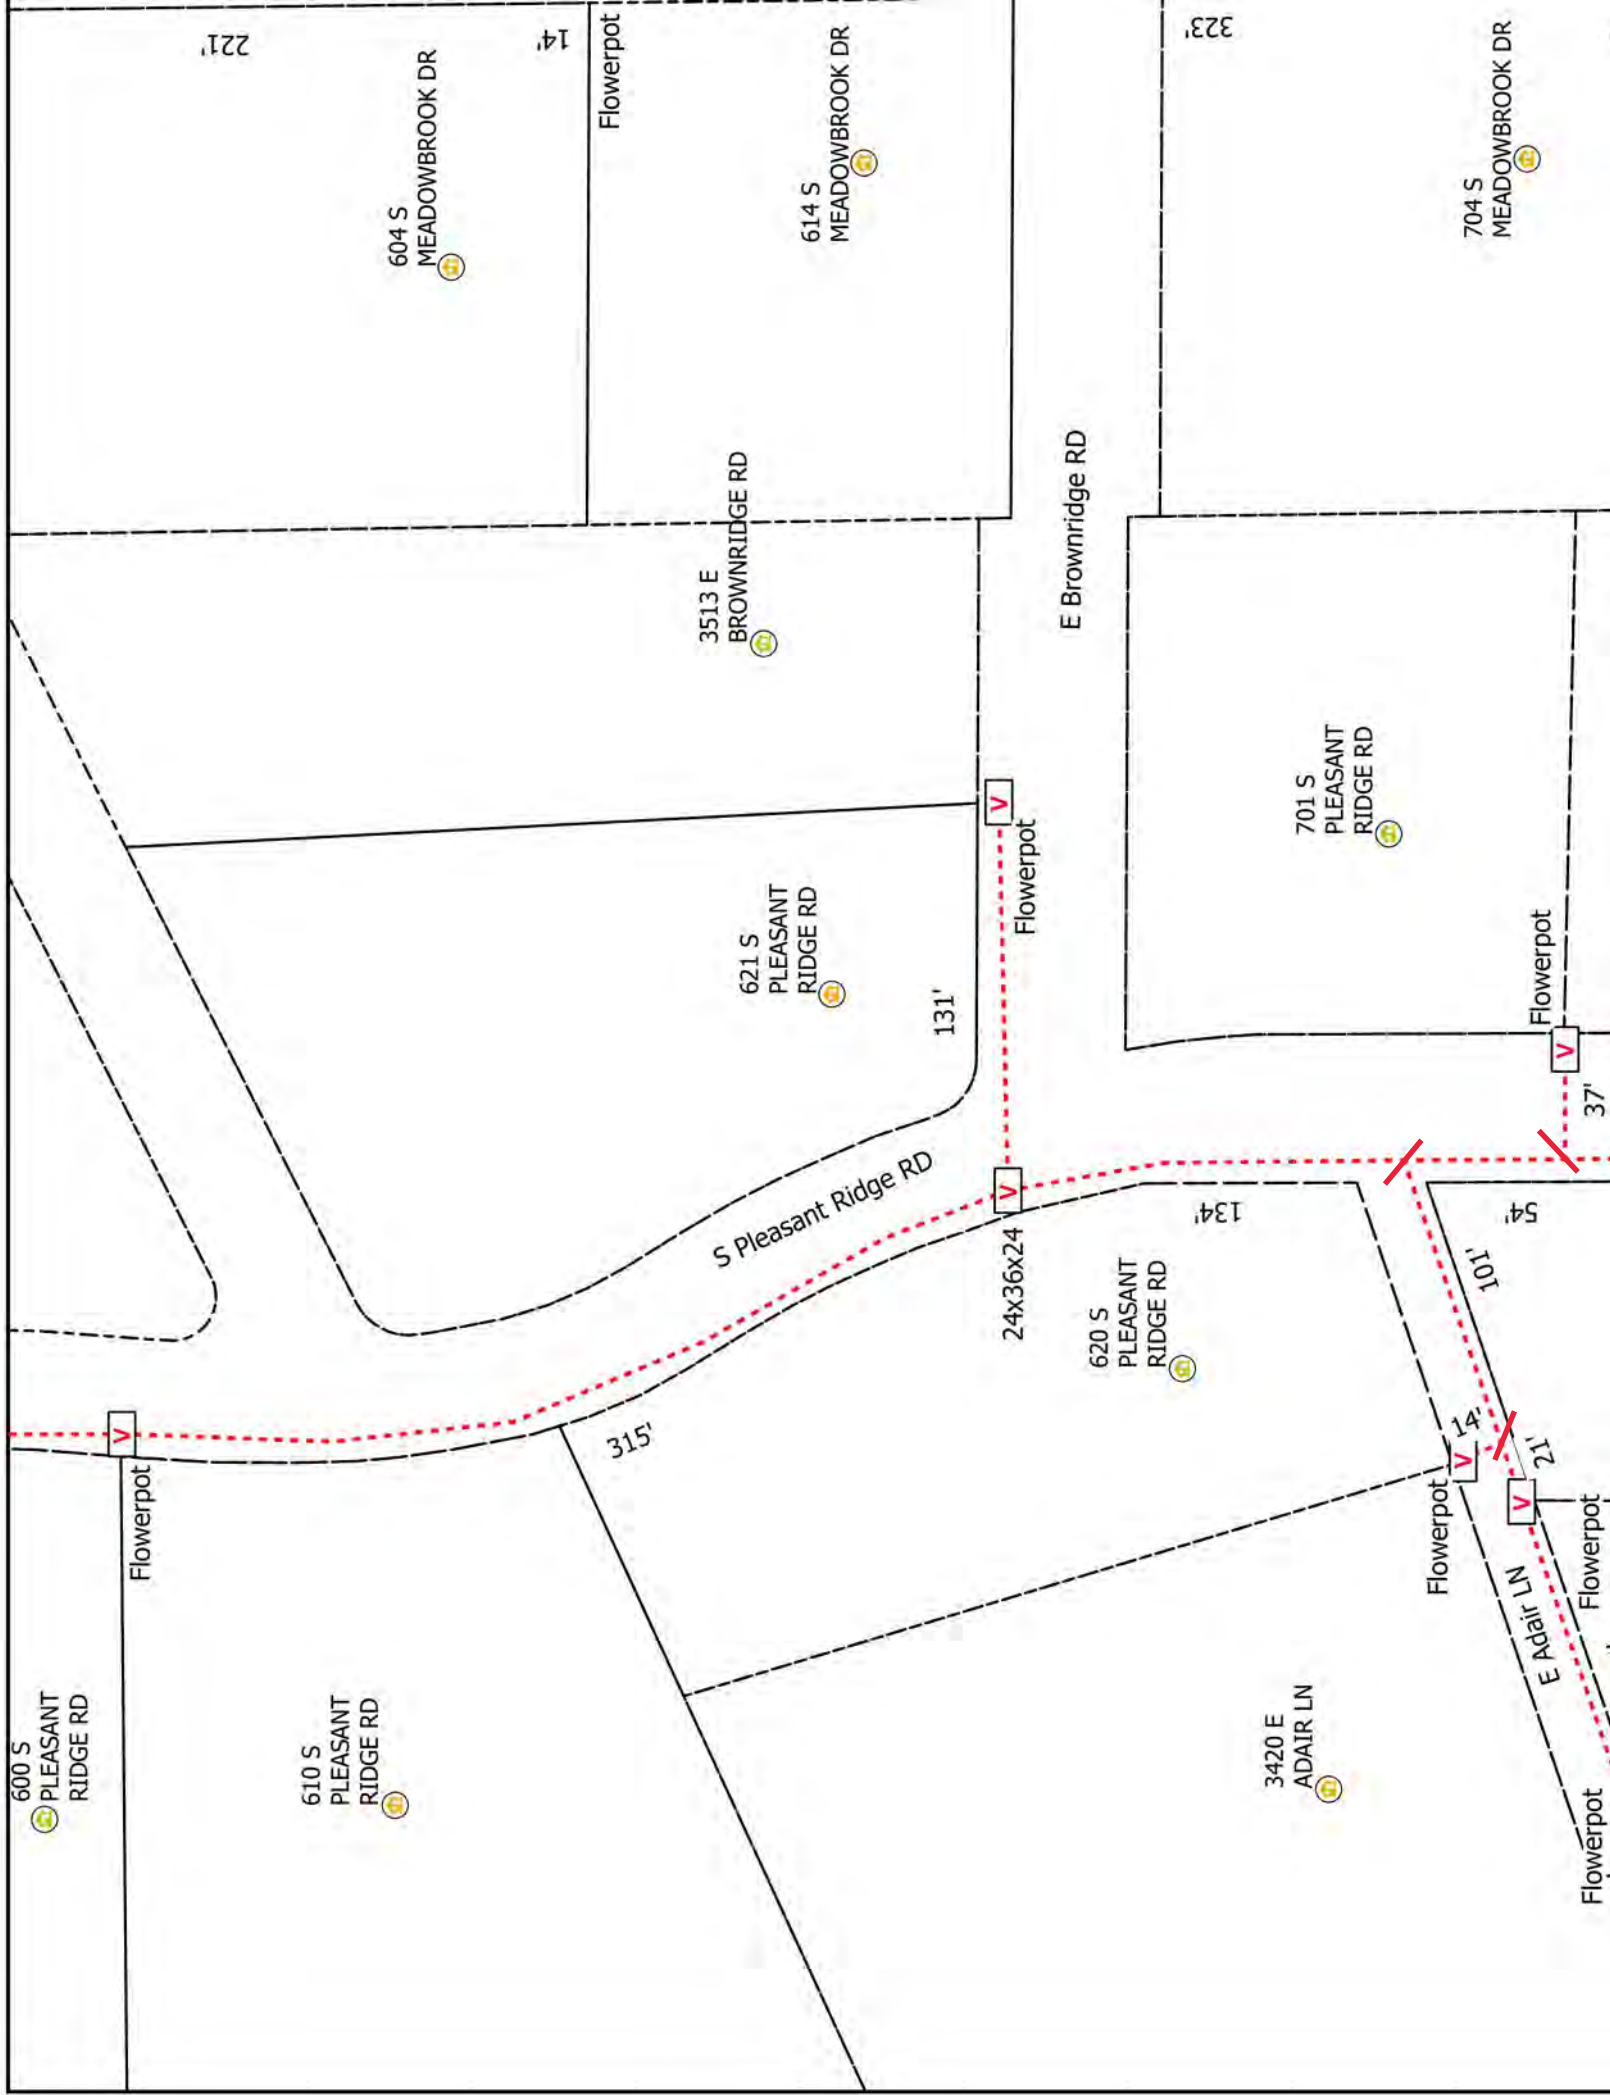 221'
14'
Flowerpot
323'
604 S
MEADOWBROOK DR
614 S
MEADOWBROOK DR
704 S
MEADOWBROOK DR
3513 E
BROWNRIDGE RD
E Brownridge RD
V
Flowerpot
621 S
PLEASANT
RIDGE RD
131'
701 S
PLEASANT
RIDGE RD
Flowerpot
V
37'
S Pleasant Ridge RD
V
24x36x24
134'
54'
101'
620 S
PLEASANT
RIDGE RD
V
Flowerpot
315'
14'
V
Flowerpot
21'
V
Flowerpot
E Adair LN
600 S
PLEASANT
RIDGE RD
610 S
PLEASANT
RIDGE RD
3420 E
ADAIR LN
Flowerpot